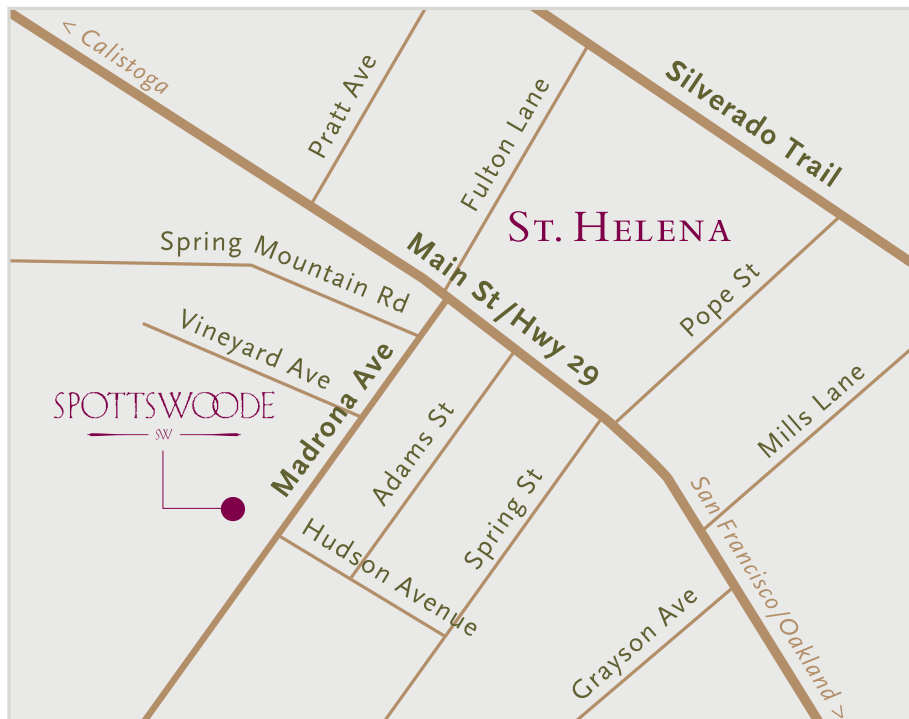 < Calistoga
Pratt Ave
Fulton Lane
Silverado Trail
ST. HELENA
Spring Mountain Rd
Main St/Hwy 29
Pope St
Vineyard Ave
Madrona Ave
Mills Lane
SPOTTSWOODE
SW
Adams St
Spring St
San Francisco/Oakland >
Hudson Avenue
Grayson Ave